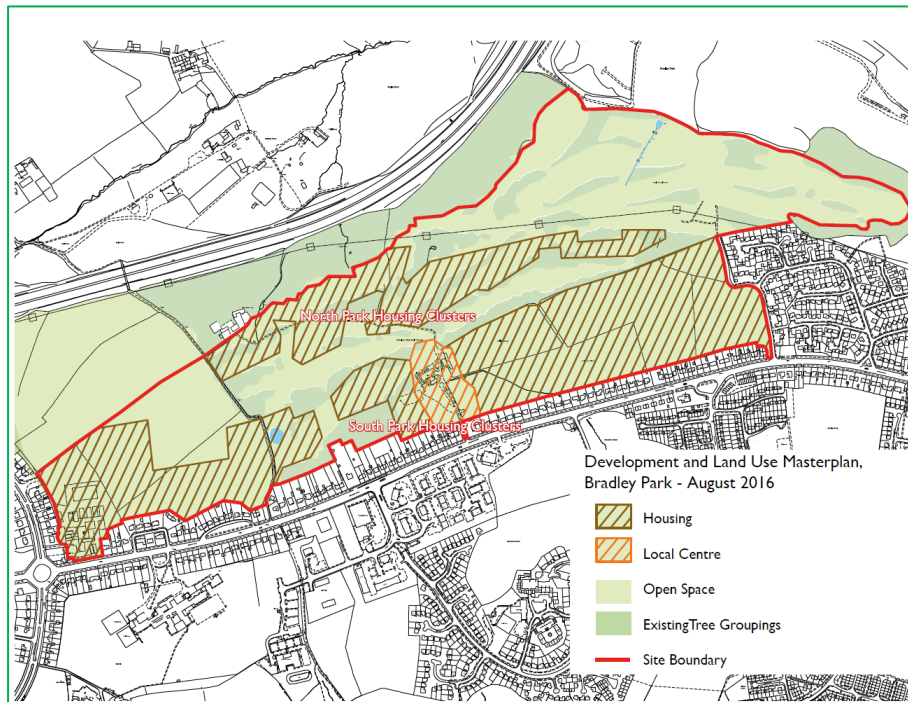 North Park Housing Clusters
South Park Housing Clusters
Development and Land Use Masterplan,
Bradley Park - August 2016
Housing
Local Centre
Open Space
ExistingTree Groupings
Site Boundary